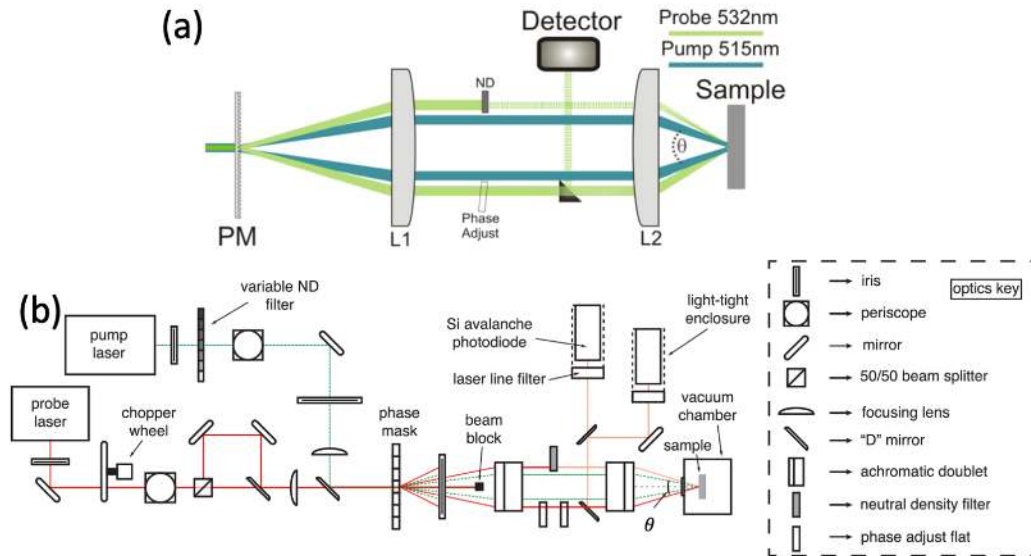 (a)
Detector
Probe 532nm
Pump 515nm
Sample
ND
θ
Phase
Adjust
PM
L1
L2
(b)
variable ND
filter
pump
laser
probe
laser
chopper
wheel
phase
mask
beam
block
Si avalanche
photodiode
laser line filter
light-tight
enclosure
vacuum
chamber
sample
θ
optics key
iris
periscope
mirror
50/50 beam splitter
focusing lens
“D” mirror
achromatic doublet
neutral density filter
phase adjust flat